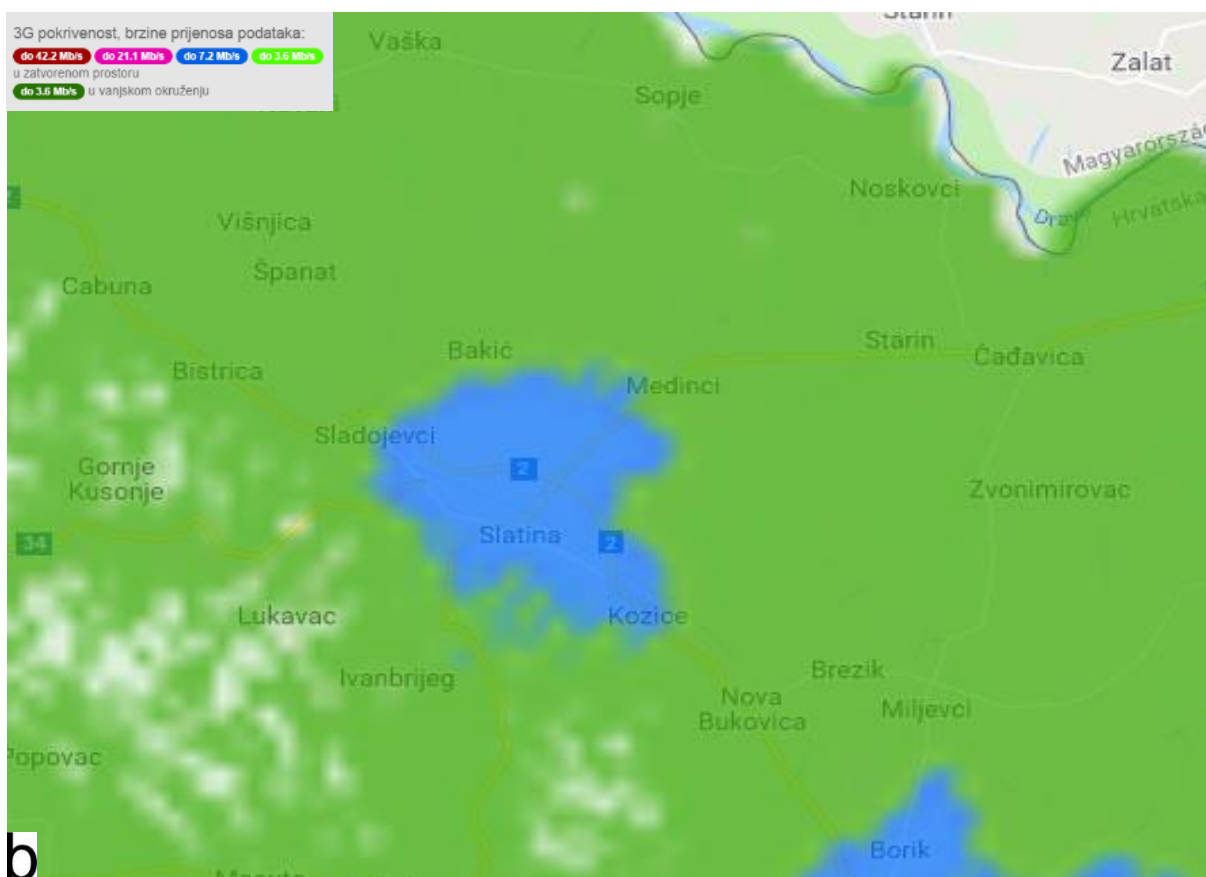 3G pokrivenost, brzine prijenosa podataka:
do 42.2 Mb/s do 21.1 Mb/s do 7.2 Mb/s do 3.6 Mb/s
u zatvorenom prostoru
do 3.6 Mb/s u vanjskom okruženju
Starin
Vaška
Zalat
Sopje
Magyarország
Noskovci
Hrvatska
Drava
Višnjica
Španat
Cabuna
Starin
Čađavica
Bakić
Bistrica
Medinci
Sladojevci
Gornje
Kusonje
2
Zvonimirovac
Slatina
2
34
Lukavac
Kozice
Ivanbrijeg
Brezik
Nova
Bukovica
Miljevci
Popovac
Borik
b